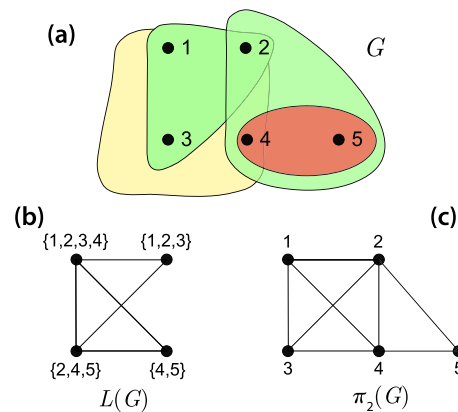 (a)
G
1 2
3 4 5
(b) (c)
{1,2,3,4} {1,2,3} 1 2
{2,4,5} {4,5} 3 4 5
L(G) π₂(G)